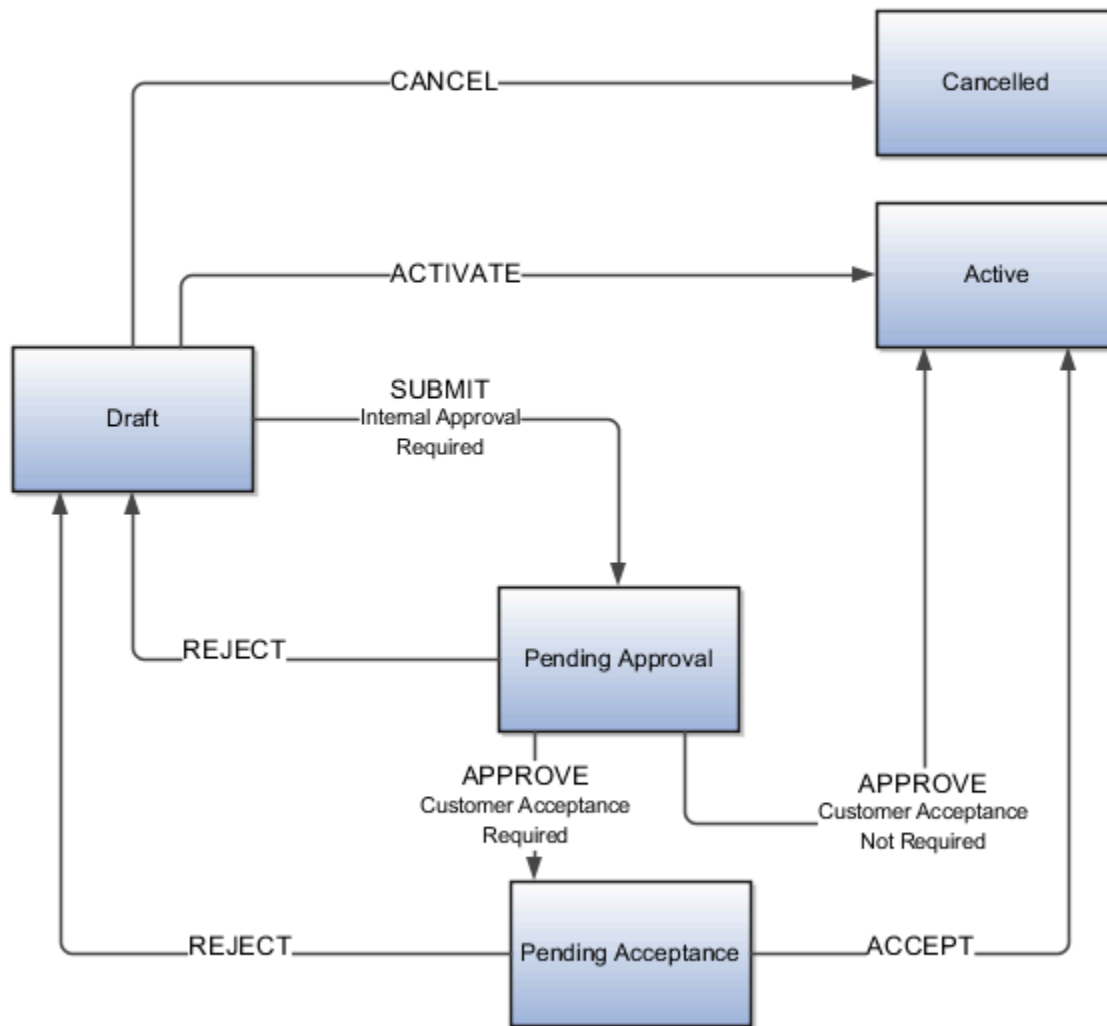 CANCEL
Cancelled
ACTIVATE
Active
Draft
SUBMIT
Internal Approval
Required
REJECT
Pending Approval
APPROVE
Customer Acceptance
Required
APPROVE
Customer Acceptance
Not Required
REJECT
Pending Acceptance
ACCEPT